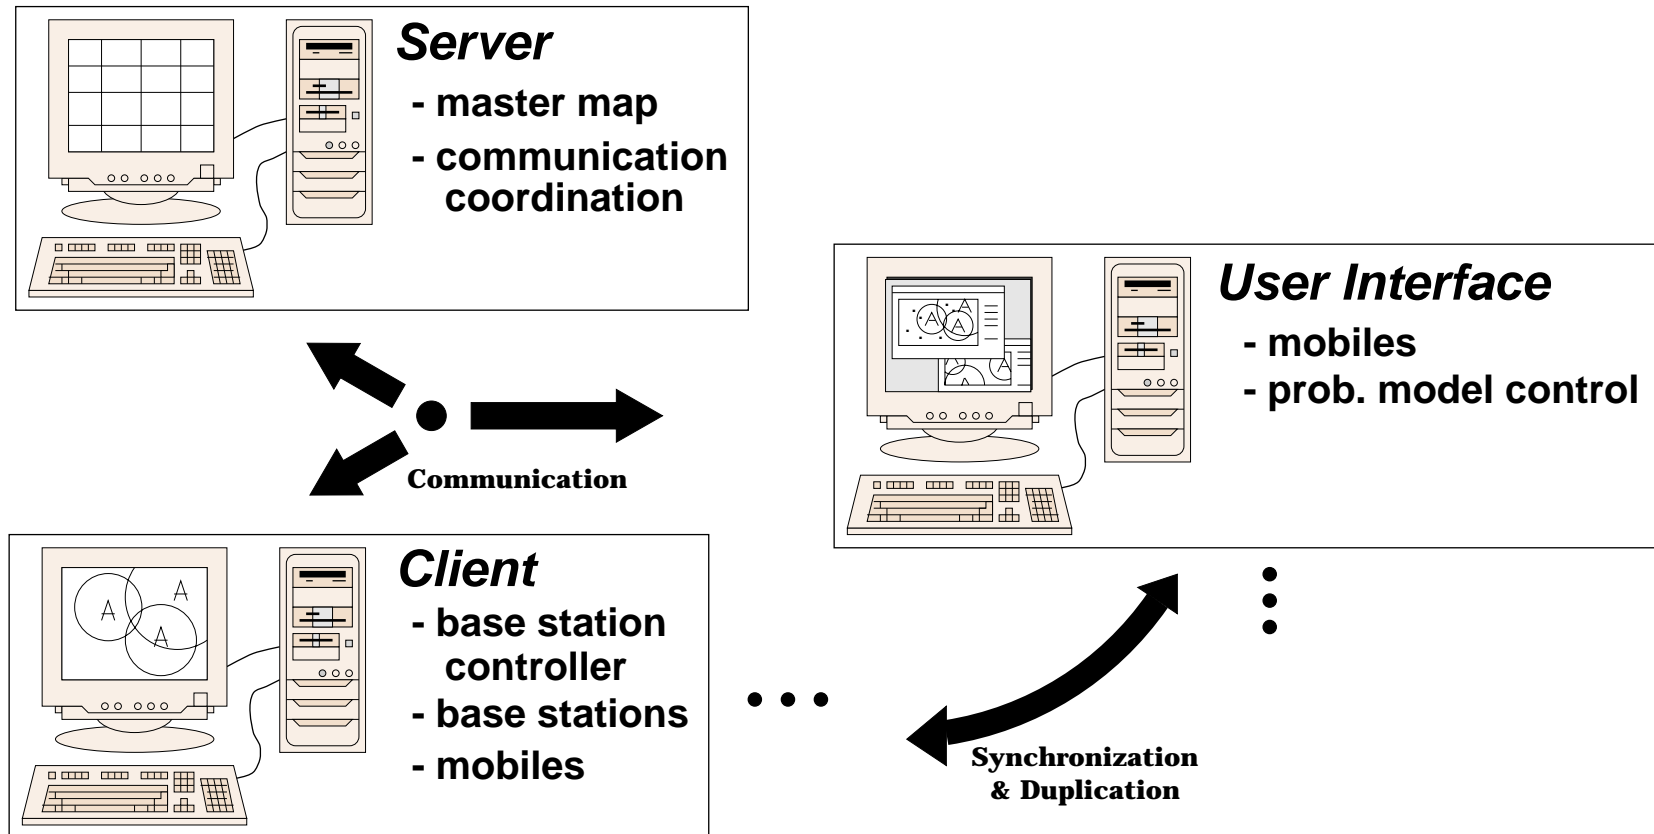 Server
- master map
- communication
coordination
User Interface
- mobiles
- prob. model control
A
A
A
A
A
Communication
Client
- base station
controller
- base stations
- mobiles
A
A
A
Synchronization
& Duplication